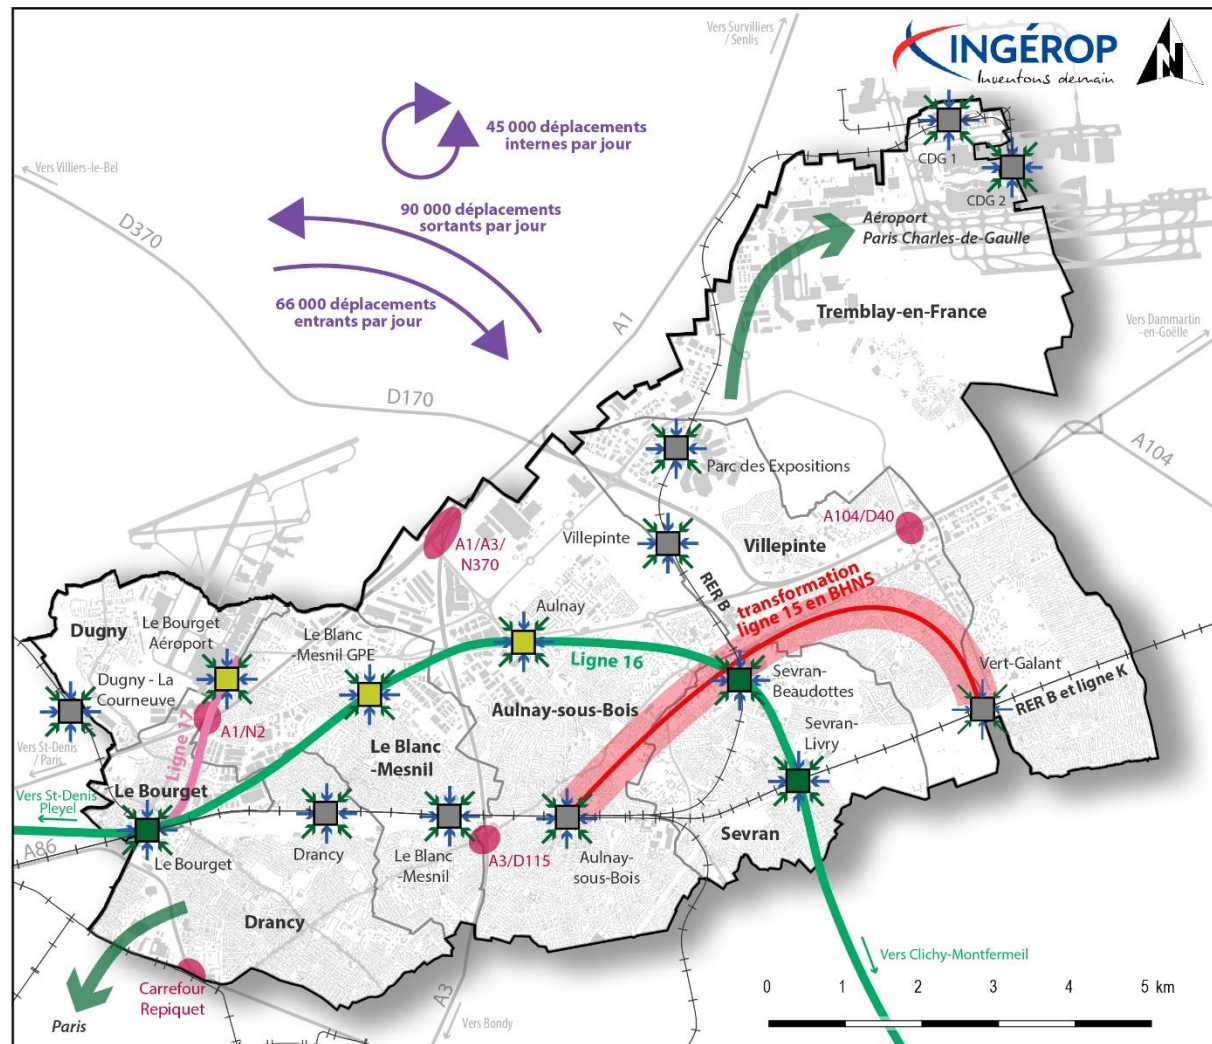 Vers Survilliers
/ Senlis
INGÉROP
Inventons demain
N
45 000 déplacements
internes par jour
CDG 1
Vers Villiers-le-Bel
CDG 2
90 000 déplacements
sortants par jour
Aéroport
Paris Charles-de-Gaulle
D370
66 000 déplacements
entrants par jour
Tremblay-en-France
A1
Vers Dammartin
-en-Goëlle
D170
A104
Parc des Expositions
A104/D40
A1/A3/
N370
Villepinte
Villepinte
RER B
transformation
ligne 15 en BHNS
Aulnay
Dugny
Le Bourget
Aéroport
Le Blanc
-Mesnil GPE
Ligne 16
Dugny - La
Courneuve
Sevran-
Beaudottes
Vert-Galant
RER B et ligne K
Aulnay-sous-Bois
A1/N2
Sevran-
Livry
Ligne 17
Le Blanc
-Mesnil
Vers St-Denis
/ Paris
Vers St-Denis
Pleyel
Le Bourget
Sevran
A86
Le Bourget
Drancy
Le Blanc
-Mesnil
A3/D115
Aulnay-
sous-Bois
Drancy
Vers Clichy-Montfermeil
Carrefour
Repiquet
A3
Paris
Vers Bondy
0 1 2 3 4 5 km